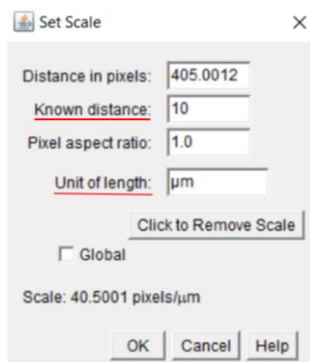 Set Scale
Distance in pixels: 405.0012
Known distance: 10
Pixel aspect ratio: 1.0
Unit of length: µm
Click to Remove Scale
Global
Scale: 40.5001 pixels/µm
OK Cancel Help